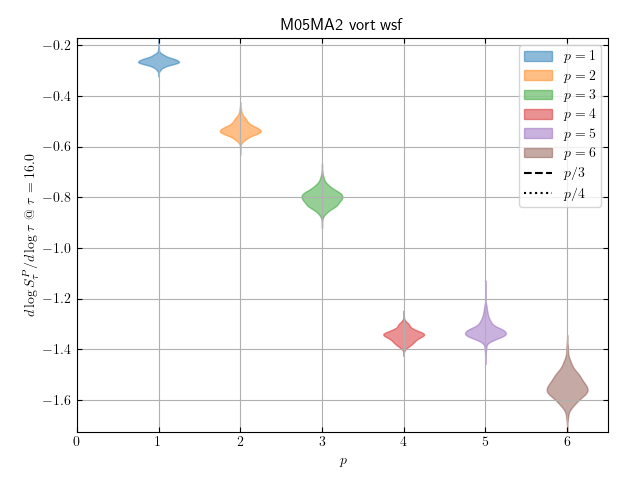 M05MA2 vort wsf
d log S_τ^P / d log τ @ τ = 16.0
−0.2
−0.4
−0.6
−0.8
−1.0
−1.2
−1.4
−1.6
0 1 2 3 4 5 6
p
p = 1
p = 2
p = 3
p = 4
p = 5
p = 6
p/3
p/4